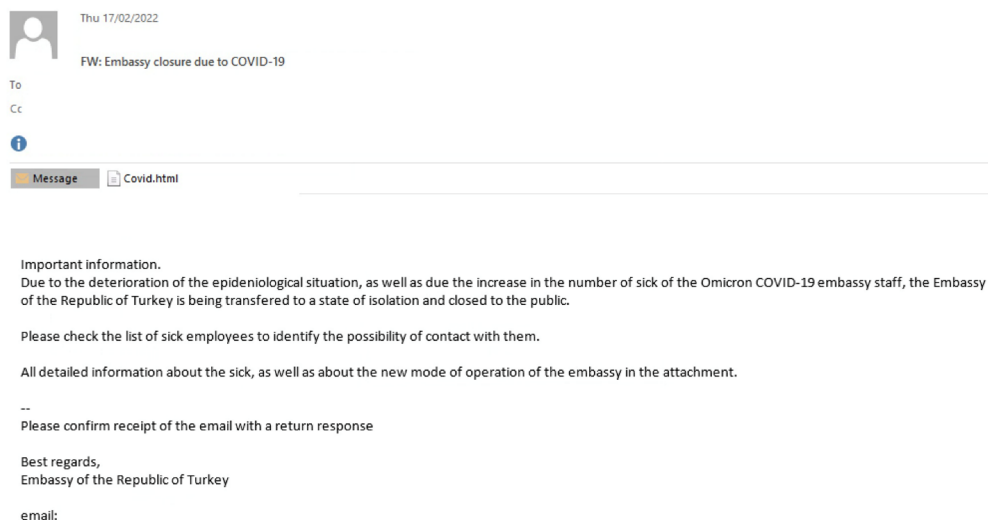 Thu 17/02/2022
FW: Embassy closure due to COVID-19
To
Cc
Message Covid.html
Important information.
Due to the deterioration of the epideniological situation, as well as due the increase in the number of sick of the Omicron COVID-19 embassy staff, the Embassy
of the Republic of Turkey is being transfered to a state of isolation and closed to the public.
Please check the list of sick employees to identify the possibility of contact with them.
All detailed information about the sick, as well as about the new mode of operation of the embassy in the attachment.
--
Please confirm receipt of the email with a return response
Best regards,
Embassy of the Republic of Turkey
email: